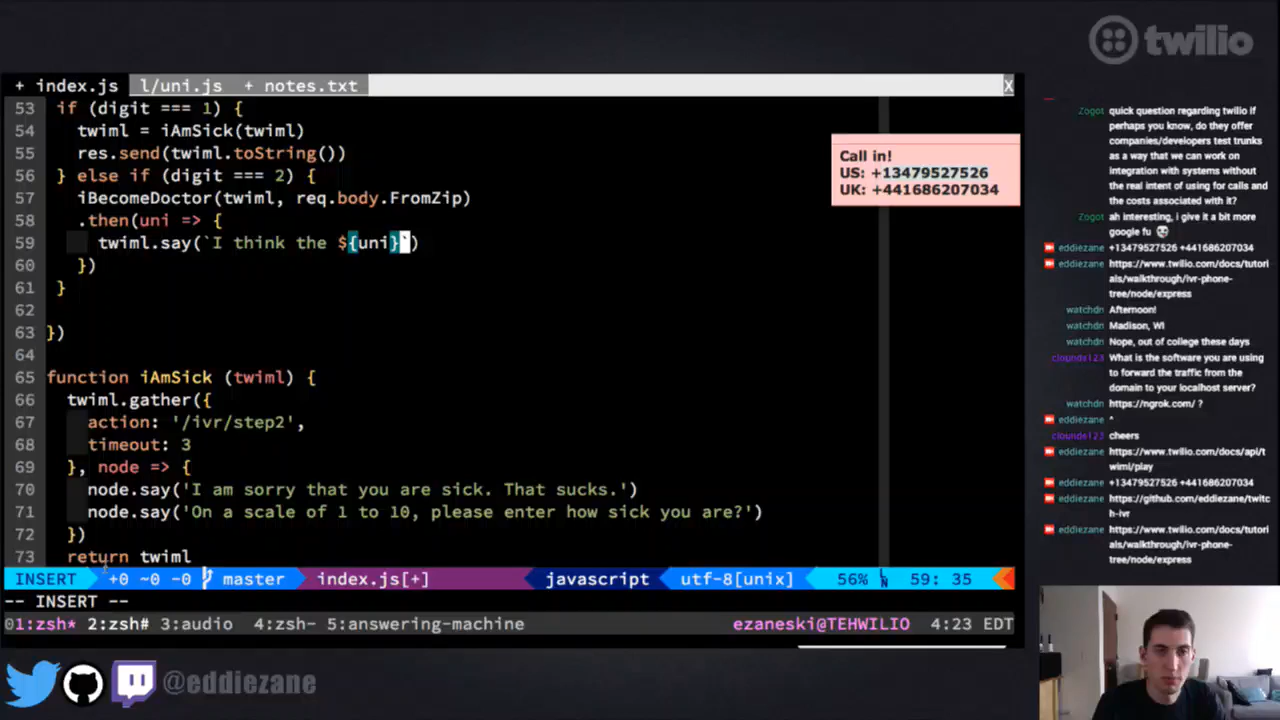 twilio
+ index.js l/uni.js + notes.txt X
53 if (digit === 1) {
54 twiml = iAmSick(twiml)
55 res.send(twiml.toString())
56 } else if (digit === 2) {
57 iBecomeDoctor(twiml, req.body.FromZip)
58 .then(uni => {
59 twiml.say(`I think the ${uni}`)
60 })
61 }
62
63 })
64
65 function iAmSick (twiml) {
66 twiml.gather({
67 action: '/ivr/step2',
68 timeout: 3
69 }, node => {
70 node.say('I am sorry that you are sick. That sucks.')
71 node.say('On a scale of 1 to 10, please enter how sick you are?')
72 })
73 return twiml
INSERT +0 ~0 -0 master index.js[+] javascript utf-8[unix] 56% 59: 35
-- INSERT --
01:zsh* 2:zsh# 3:audio 4:zsh- 5:answering-machine ezaneski@TEHWILIO 4:23 EDT
@eddiezane
Call in!
US: +13479527526
UK: +441686207034
Zogot quick question regarding twilio if
perhaps you know, do they offer
companies/developers test trunks
as a way that we can work on
integration with systems without
the real intent of using for calls and
the costs associated with it?
Zogot ah interesting, i give it a bit more
google fu
eddiezane +13479527526 +441686207034
eddiezane https://www.twilio.com/docs/tutori
als/walkthrough/ivr-phone-
tree/node/express
watchdn Afternoon!
watchdn Madison, WI
watchdn Nope, out of college these days
clounds123 What is the software you are using
to forward the traffic from the
domain to your localhost server?
watchdn https://ngrok.com/ ?
eddiezane ^
clounds123 cheers
eddiezane https://www.twilio.com/docs/api/t
wiml/play
eddiezane +13479527526 +441686207034
eddiezane https://github.com/eddiezane/twitc
h-ivr
eddiezane https://www.twilio.com/docs/tutori
als/walkthrough/ivr-phone-
tree/node/express